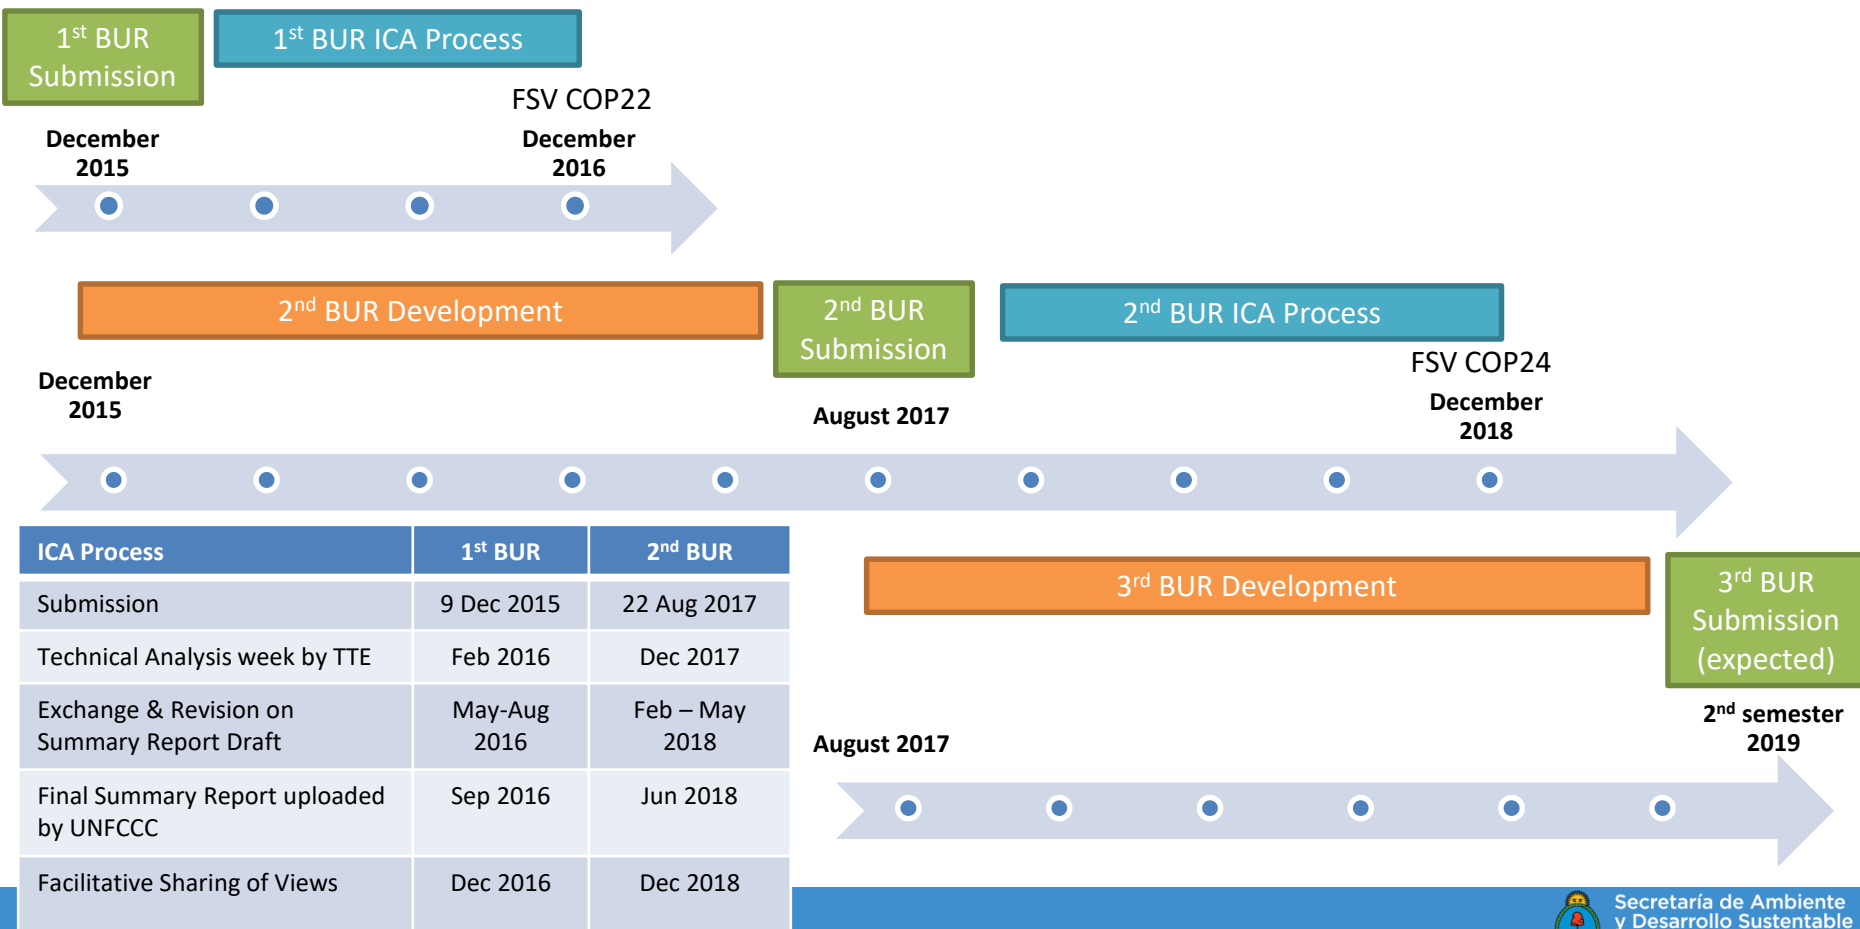 1st BUR
Submission
1st BUR ICA Process
FSV COP22
December
2015
December
2016
2nd BUR Development
2nd BUR
Submission
2nd BUR ICA Process
FSV COP24
December
2015
August 2017
December
2018
ICA Process 1st BUR 2nd BUR
Submission 9 Dec 2015 22 Aug 2017
Technical Analysis week by TTE Feb 2016 Dec 2017
Exchange & Revision on May-Aug Feb – May
Summary Report Draft 2016 2018
Final Summary Report uploaded Sep 2016 Jun 2018
by UNFCCC
Facilitative Sharing of Views Dec 2016 Dec 2018
3rd BUR Development
3rd BUR
Submission
(expected)
August 2017
2nd semester
2019
Secretaría de Ambiente
y Desarrollo Sustentable